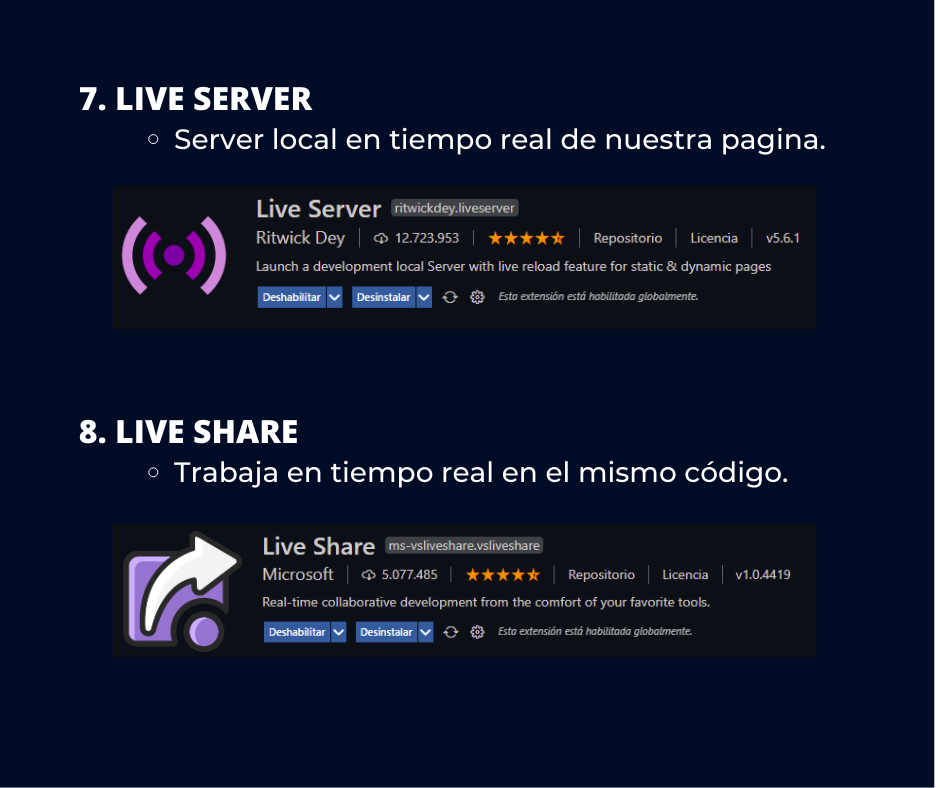 7. LIVE SERVER
Server local en tiempo real de nuestra pagina.
Live Server ritwickdey.liveserver
Ritwick Dey 12.723.953 Repositorio Licencia v5.6.1
Launch a development local Server with live reload feature for static & dynamic pages
Deshabilitar Desinstalar Esta extensión está habilitada globalmente.
8. LIVE SHARE
Trabaja en tiempo real en el mismo código.
Live Share ms-vsliveshare.vsliveshare
Microsoft 5.077.485 Repositorio Licencia v1.0.4419
Real-time collaborative development from the comfort of your favorite tools.
Deshabilitar Desinstalar Esta extensión está habilitada globalmente.